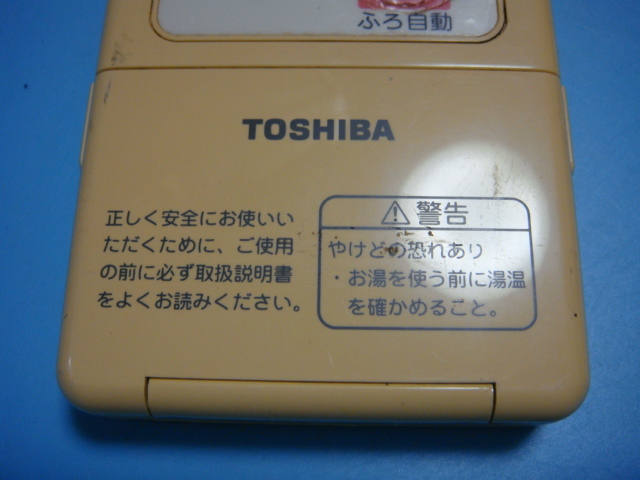 ふろ自動
TOSHIBA
正しく安全にお使いい
ただくために、ご使用
の前に必ず取扱説明書
をよくお読みください。
⚠警告
やけどの恐れあり
・お湯を使う前に湯温
を確かめること。